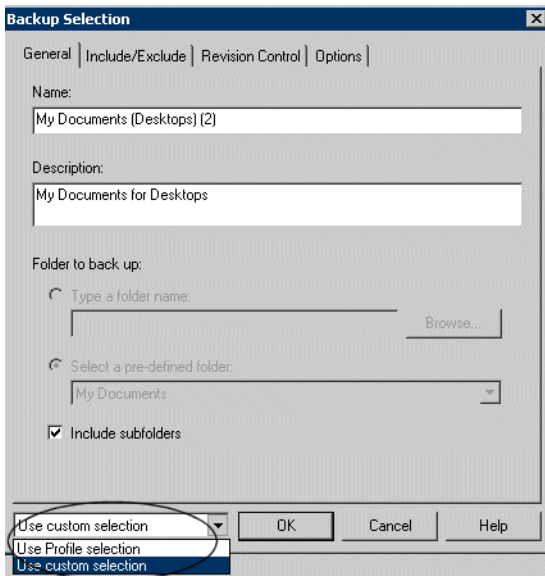 Backup Selection
General Include/Exclude Revision Control Options
Name:
My Documents (Desktops) (2)
Description:
My Documents for Desktops
Folder to back up:
Type a folder name:
Browse...
Select a pre-defined folder:
My Documents
Include subfolders
Use custom selection OK Cancel Help
Use Profile selection
Use custom selection